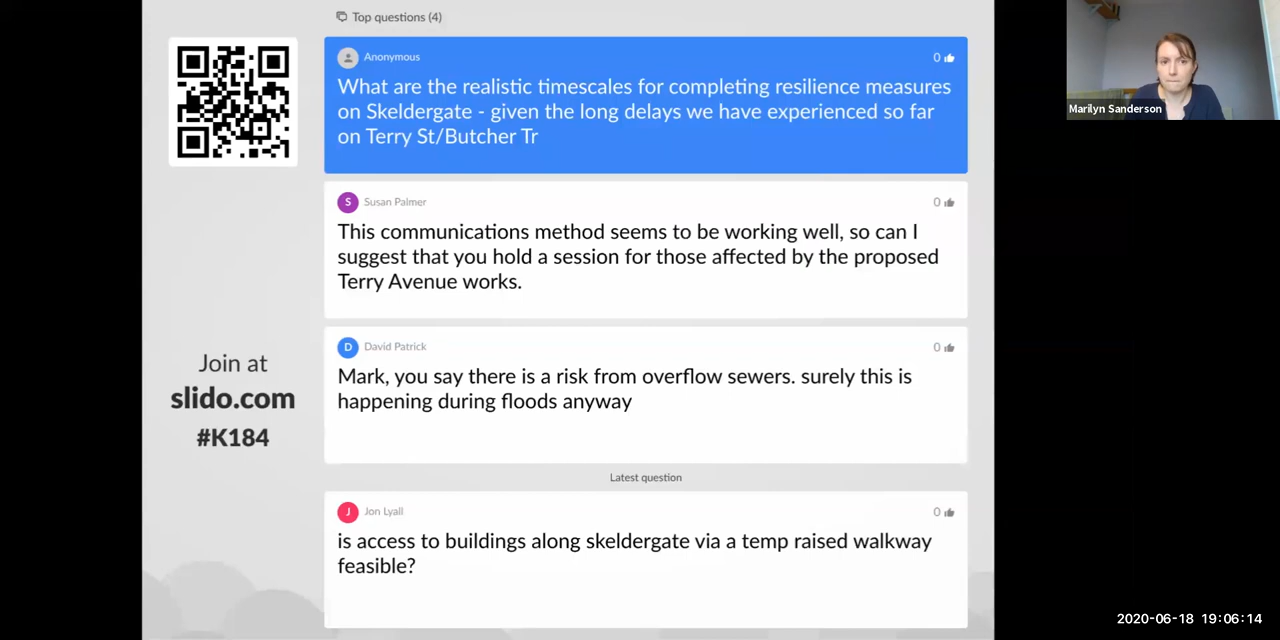 Top questions (4)
Anonymous
0
What are the realistic timescales for completing resilience measures
on Skeldergate - given the long delays we have experienced so far
on Terry St/Butcher Tr
S Susan Palmer
0
This communications method seems to be working well, so can I
suggest that you hold a session for those affected by the proposed
Terry Avenue works.
D David Patrick
0
Mark, you say there is a risk from overflow sewers. surely this is
happening during floods anyway
Latest question
J Jon Lyall
0
is access to buildings along skeldergate via a temp raised walkway
feasible?
Join at
slido.com
#K184
Marilyn Sanderson
2020-06-18 19:06:14